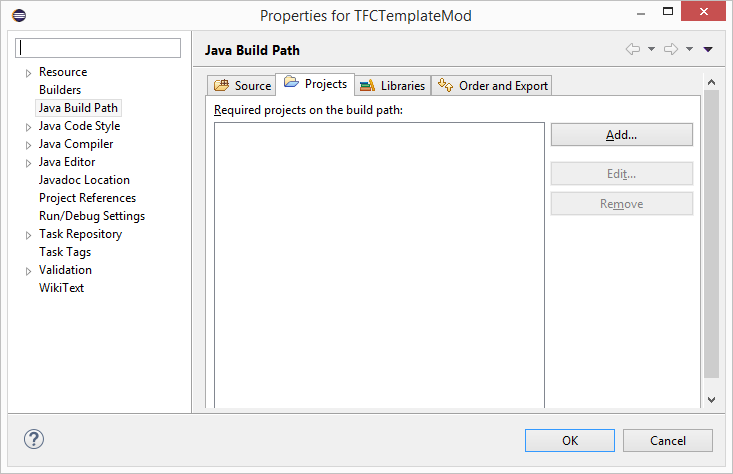 Properties for TFCTemplateMod
Resource
Builders
Java Build Path
Java Code Style
Java Compiler
Java Editor
Javadoc Location
Project References
Run/Debug Settings
Task Repository
Task Tags
Validation
WikiText
Java Build Path
Source Projects Libraries Order and Export
Required projects on the build path:
Add...
Edit...
Remove
OK Cancel